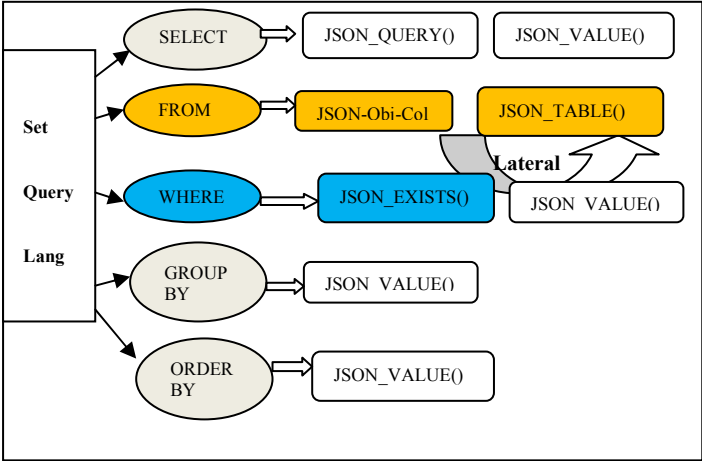 SELECT
JSON_QUERY()
JSON_VALUE()
Set
Query
Lang
FROM
JSON-Obi-Col
JSON_TABLE()
Lateral
WHERE
JSON_EXISTS()
JSON_VALUE()
GROUP
BY
JSON_VALUE()
ORDER
BY
JSON_VALUE()